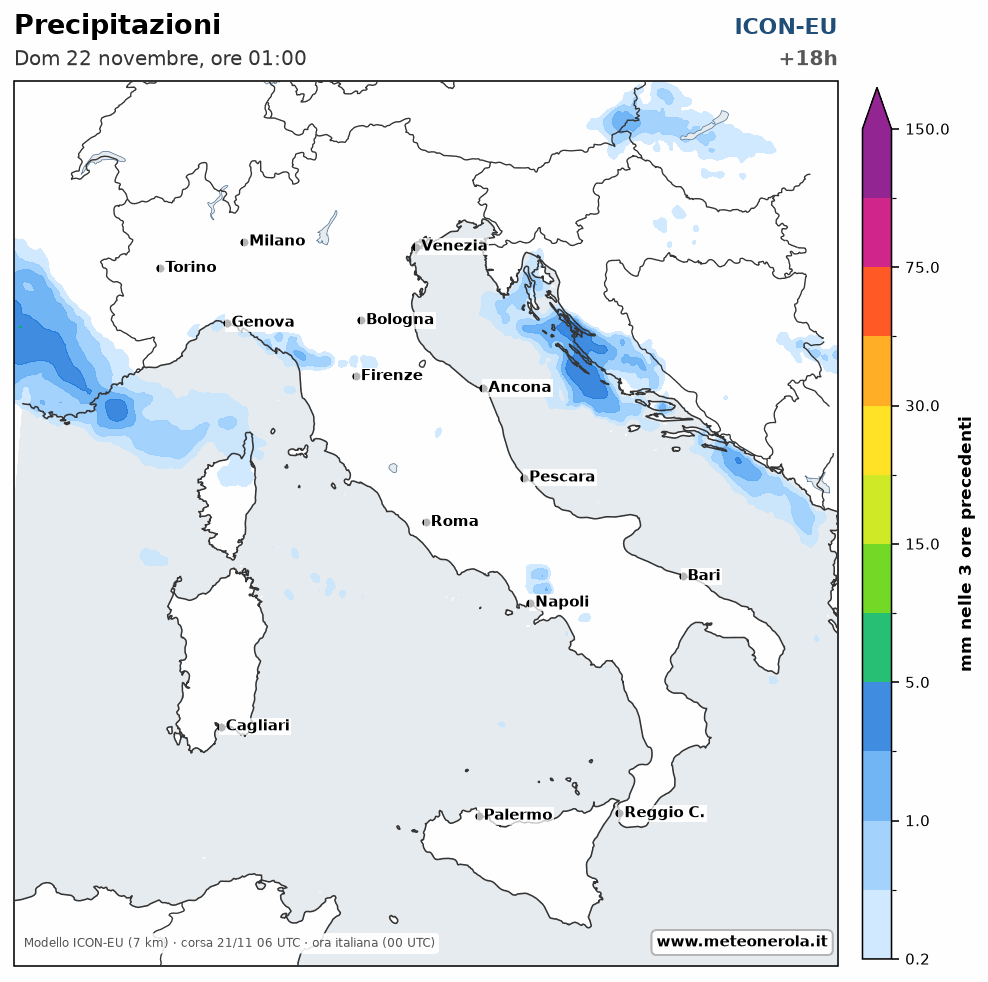 Precipitazioni
ICON-EU
Dom 22 novembre, ore 01:00
+18h
150.0
75.0
30.0
15.0
5.0
1.0
0.2
mm nelle 3 ore precedenti
Milano
Venezia
Torino
Genova
Bologna
Firenze
Ancona
Pescara
Roma
Bari
Napoli
Cagliari
Palermo
Reggio C.
Modello ICON-EU (7 km) · corsa 21/11 06 UTC · ora italiana (00 UTC)
www.meteonerola.it